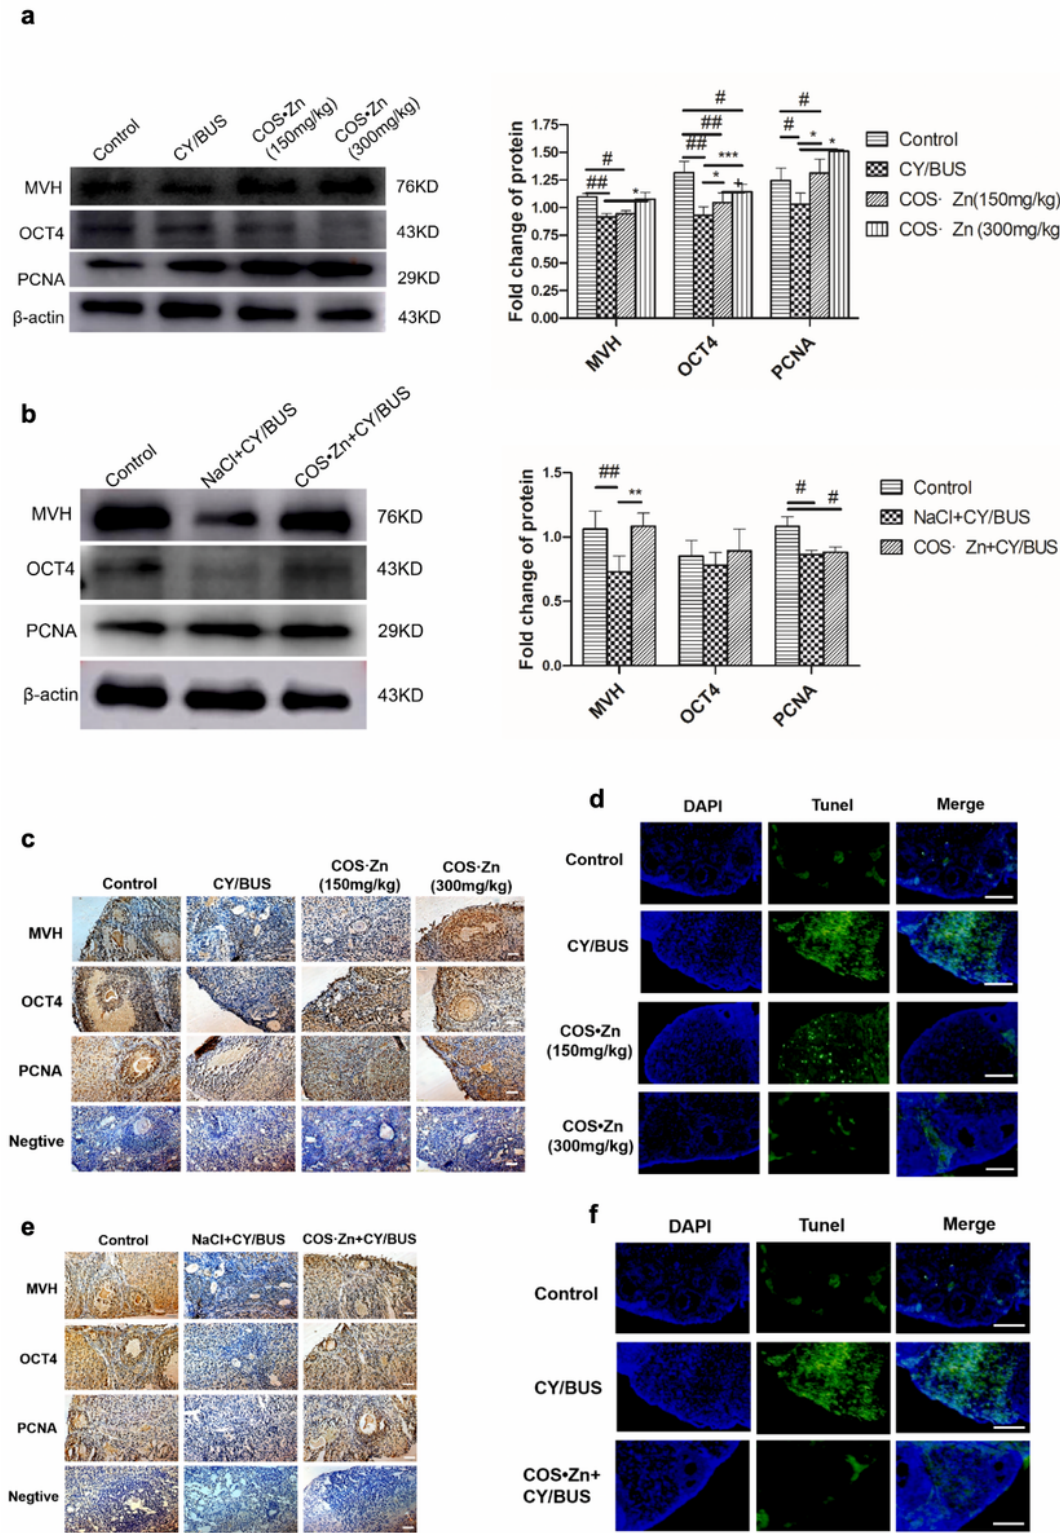 a
Control
CY/BUS
COS•Zn
(150mg/kg)
COS•Zn
(300mg/kg)
MVH
76KD
OCT4
43KD
PCNA
29KD
β-actin
43KD
Fold change of protein
1.75
1.50
1.25
1.00
0.75
0.50
0.25
0.00
##
#
*
##
##
#
*
***
+
#
#
*
*
MVH
OCT4
PCNA
Control
CY/BUS
COS· Zn(150mg/kg)
COS· Zn (300mg/kg
b
Control
NaCl+CY/BUS
COS•Zn+CY/BUS
MVH
76KD
OCT4
43KD
PCNA
29KD
β-actin
43KD
Fold change of protein
1.5
1.0
0.5
0.0
##
**
#
#
MVH
OCT4
PCNA
Control
NaCl+CY/BUS
COS· Zn+CY/BUS
c
Control
CY/BUS
COS·Zn
(150mg/kg)
COS·Zn
(300mg/kg)
MVH
OCT4
PCNA
Negtive
d
DAPI
Tunel
Merge
Control
CY/BUS
COS•Zn
(150mg/kg)
COS•Zn
(300mg/kg)
e
Control
NaCl+CY/BUS
COS·Zn+CY/BUS
MVH
OCT4
PCNA
Negtive
f
DAPI
Tunel
Merge
Control
CY/BUS
COS•Zn+
CY/BUS